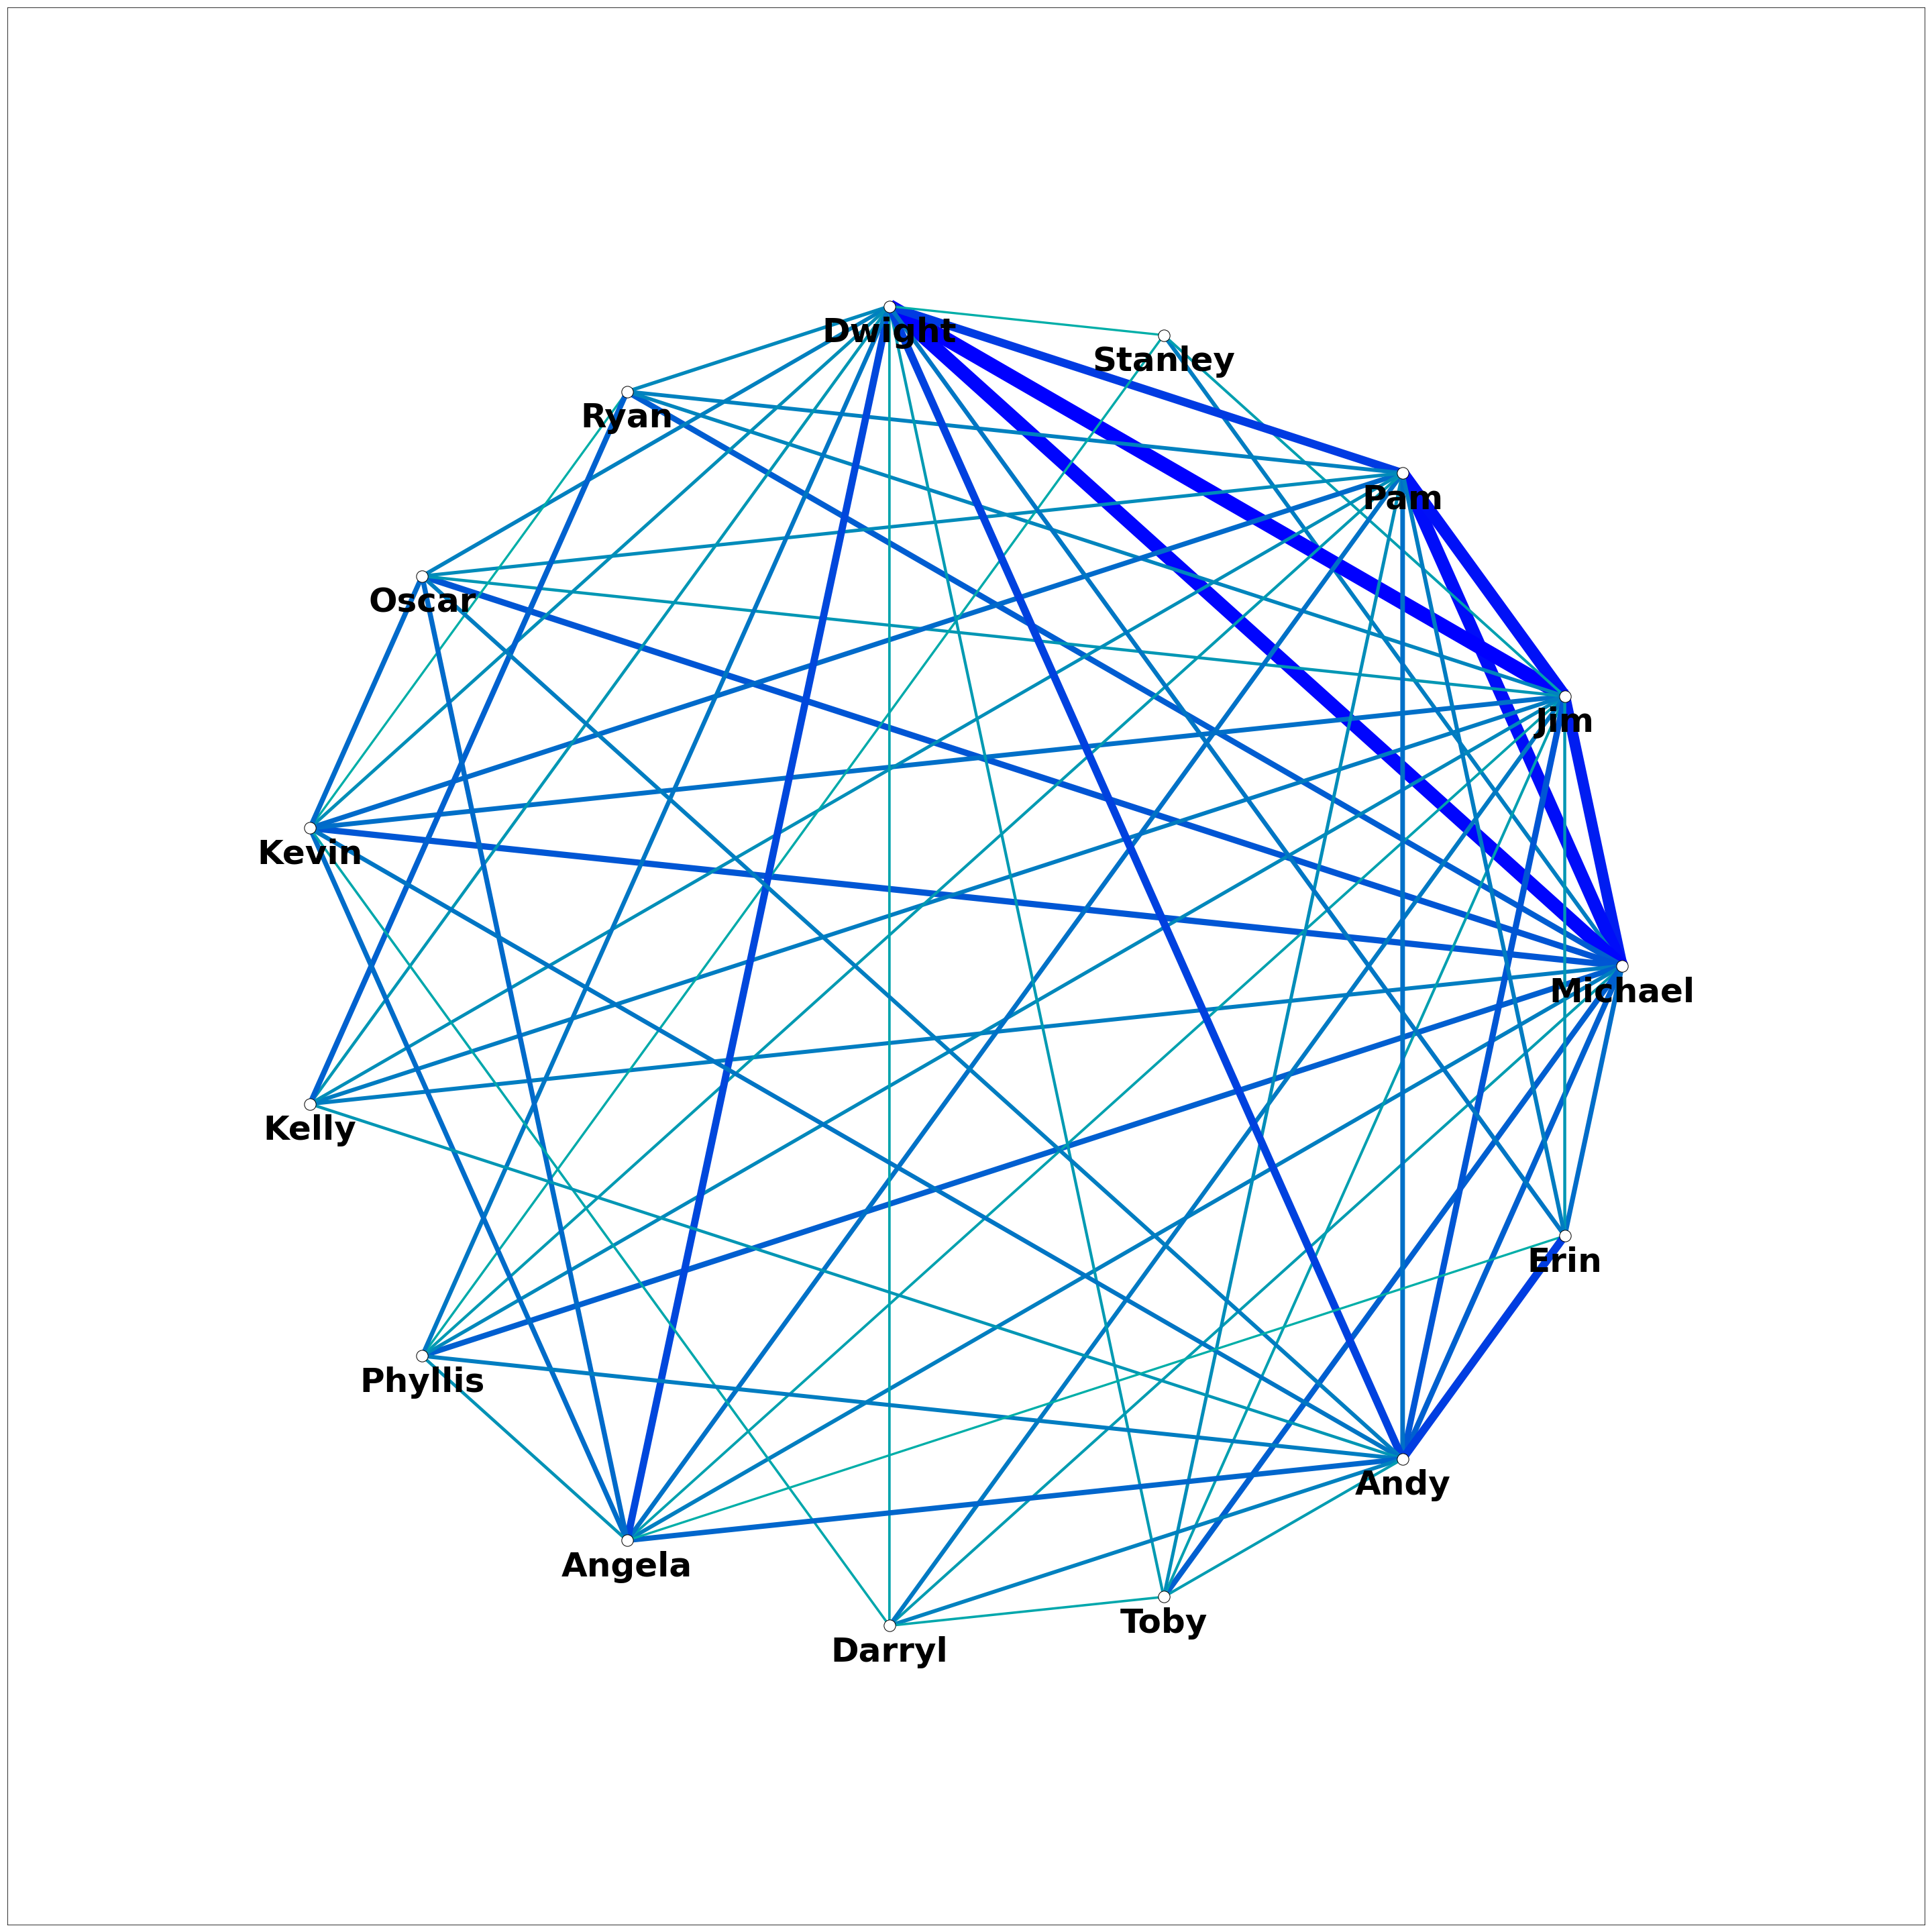 Dwight
Stanley
Ryan
Pam
Oscar
Jim
Kevin
Michael
Kelly
Erin
Phyllis
Andy
Angela
Toby
Darryl